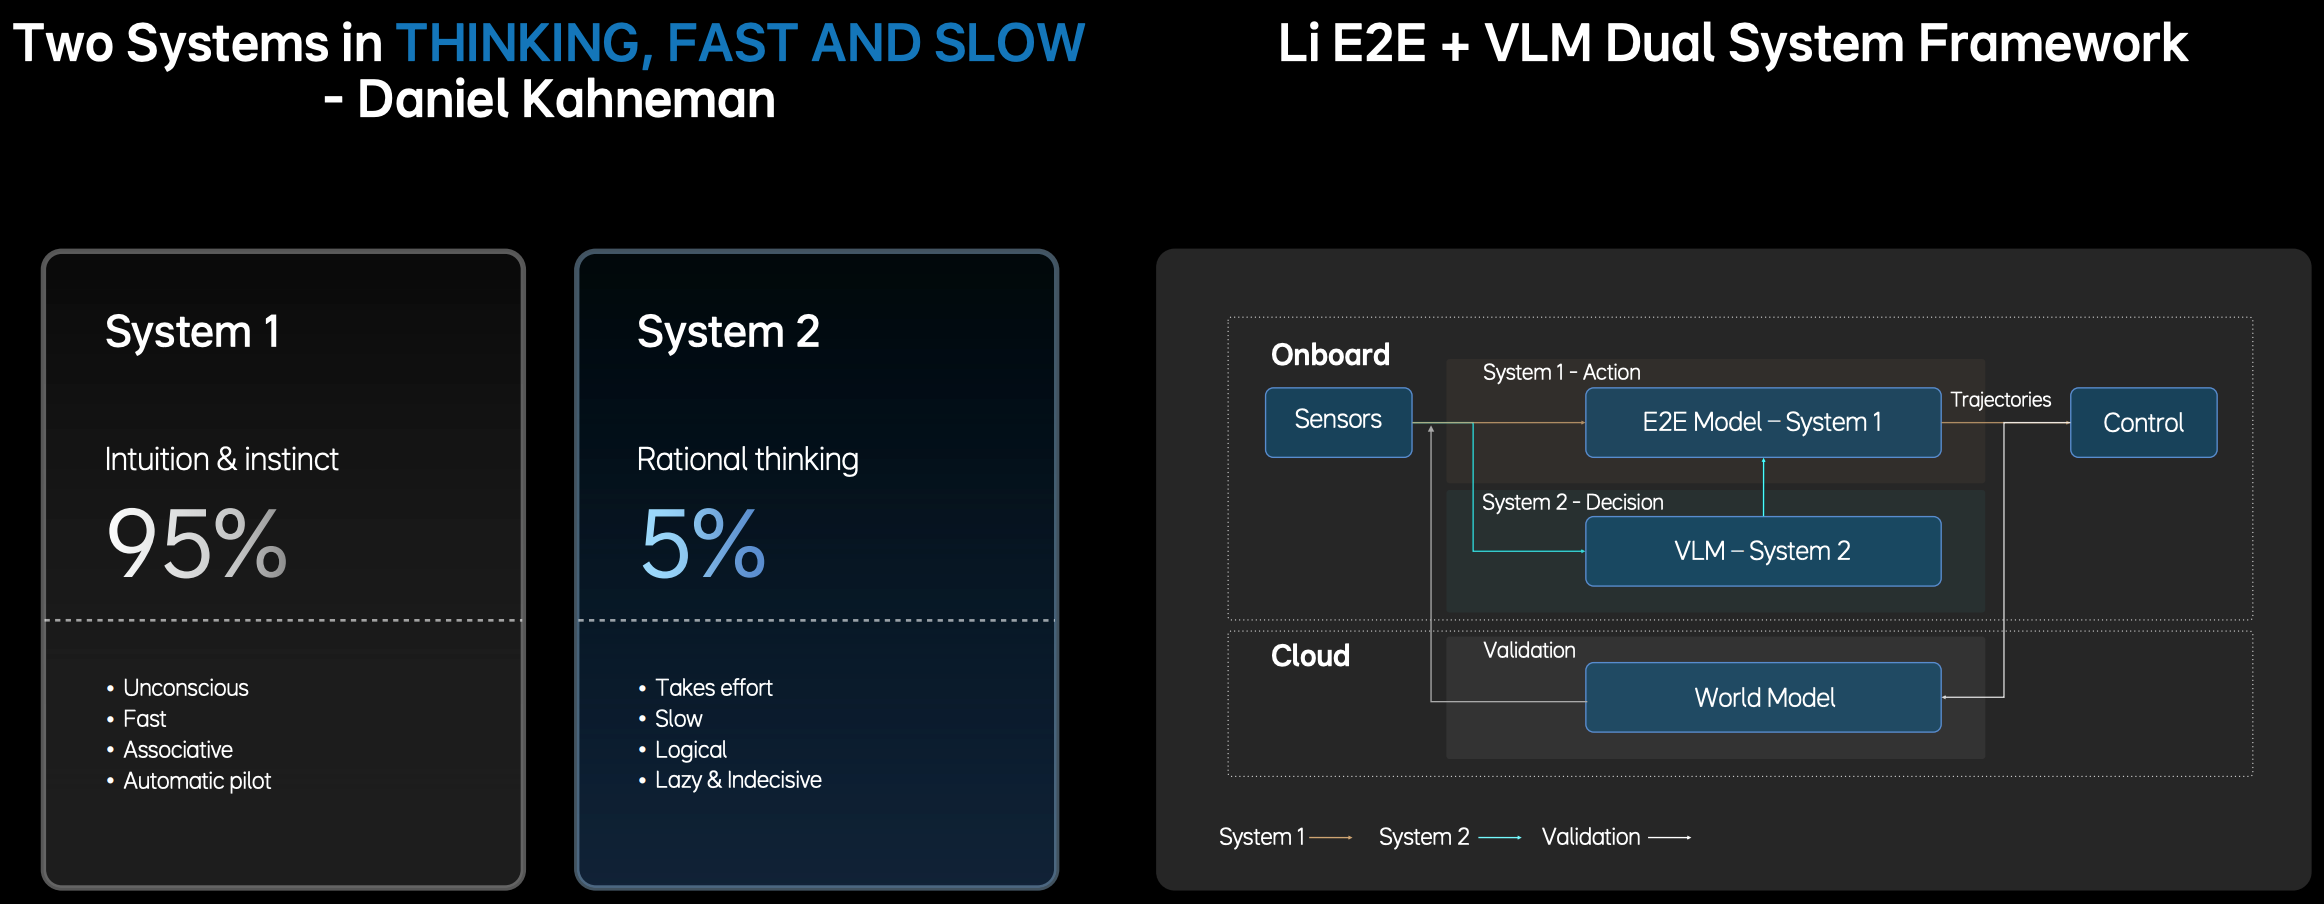 Two Systems in THINKING, FAST AND SLOW
- Daniel Kahneman
System 1
Intuition & instinct
95%
• Unconscious
• Fast
• Associative
• Automatic pilot
System 2
Rational thinking
5%
• Takes effort
• Slow
• Logical
• Lazy & Indecisive
Li E2E + VLM Dual System Framework
Onboard
System 1 - Action
Sensors
E2E Model – System 1
Trajectories
Control
System 2 - Decision
VLM – System 2
Cloud
Validation
World Model
System 1
System 2
Validation